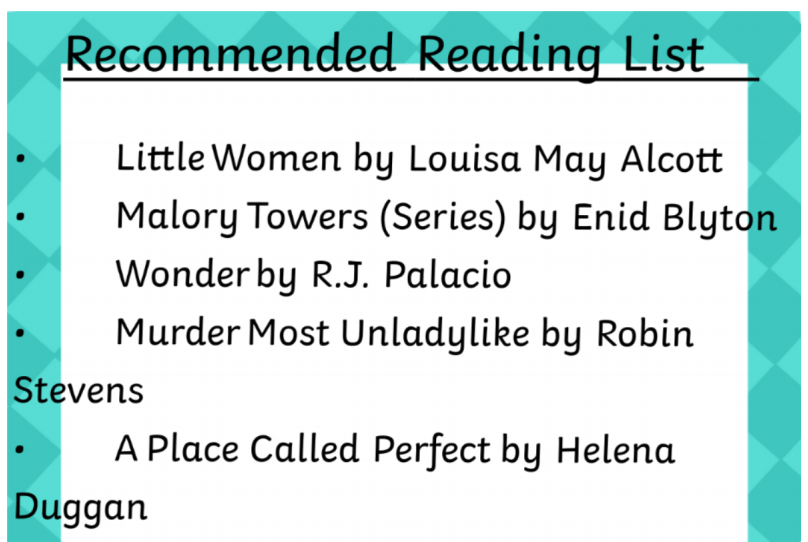 Recommended Reading List
• Little Women by Louisa May Alcott
• Malory Towers (Series) by Enid Blyton
• Wonder by R.J. Palacio
• Murder Most Unladylike by Robin
Stevens
• A Place Called Perfect by Helena
Duggan